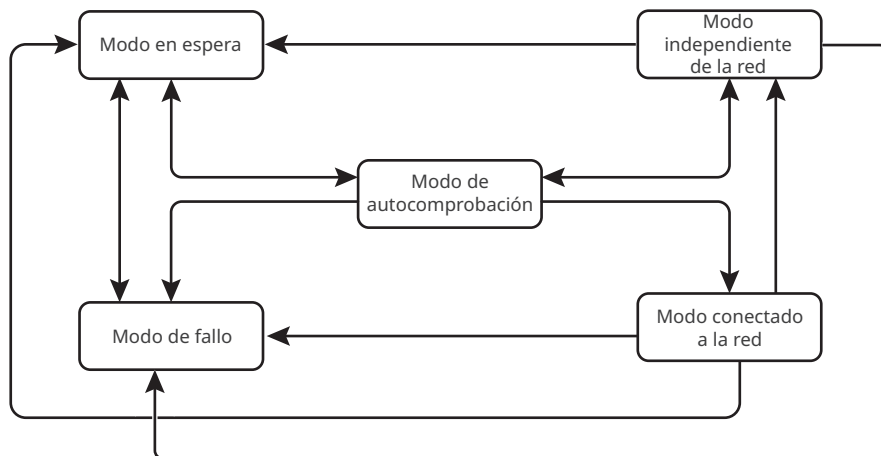 Modo en espera
Modo
independiente
de la red
Modo de
autocomprobación
Modo de fallo
Modo conectado
a la red